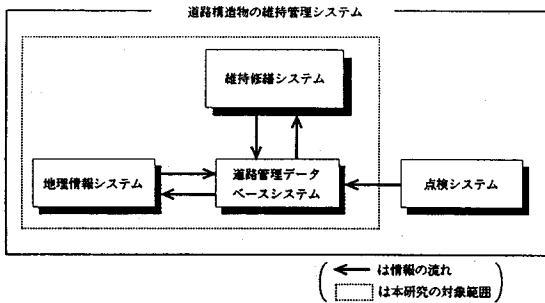 道路構造物の維持管理システム
維持修繕システム
地理情報システム
道路管理データ
ベースシステム
点検システム
は情報の流れ
は本研究の対象範囲